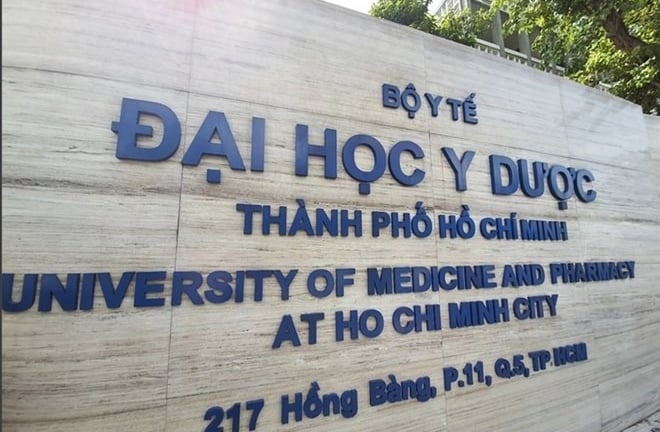 BỘ Y TẾ
ĐẠI HỌC Y DƯỢC
THÀNH PHỐ HỒ CHÍ MINH
UNIVERSITY OF MEDICINE AND PHARMACY
AT HO CHI MINH CITY
217 Hồng Bàng, P.11, Q.5, TP. HCM